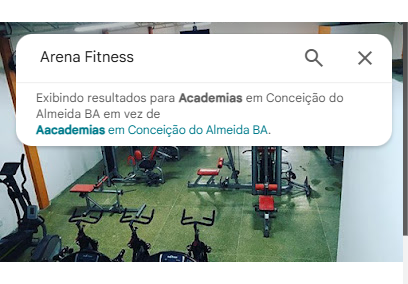 Arena Fitness
Exibindo resultados para Academias em Conceição do
Almeida BA em vez de
Aacademias em Conceição do Almeida BA.